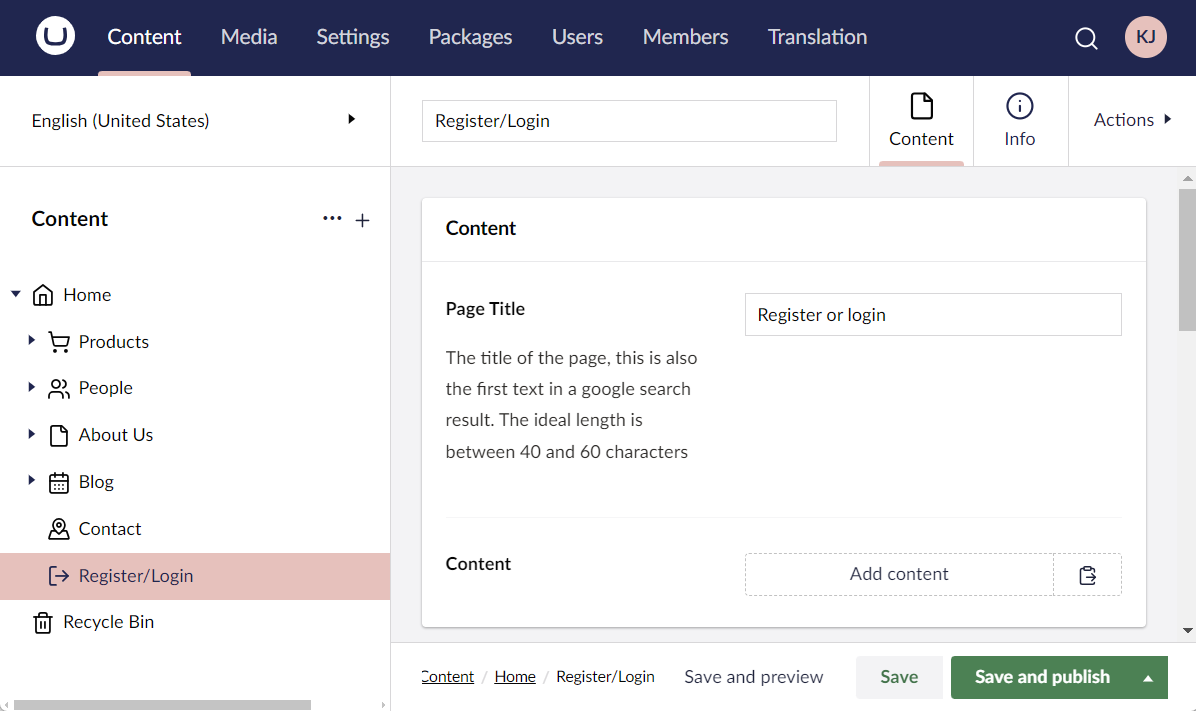 Content Media Settings Packages Users Members Translation KJ
English (United States)
Register/Login
Content
Info
Actions
Content
Home
Products
People
About Us
Blog
Contact
Register/Login
Recycle Bin
Content
Page Title
Register or login
The title of the page, this is also
the first text in a google search
result. The ideal length is
between 40 and 60 characters
Content
Add content
Content / Home / Register/Login
Save and preview
Save
Save and publish